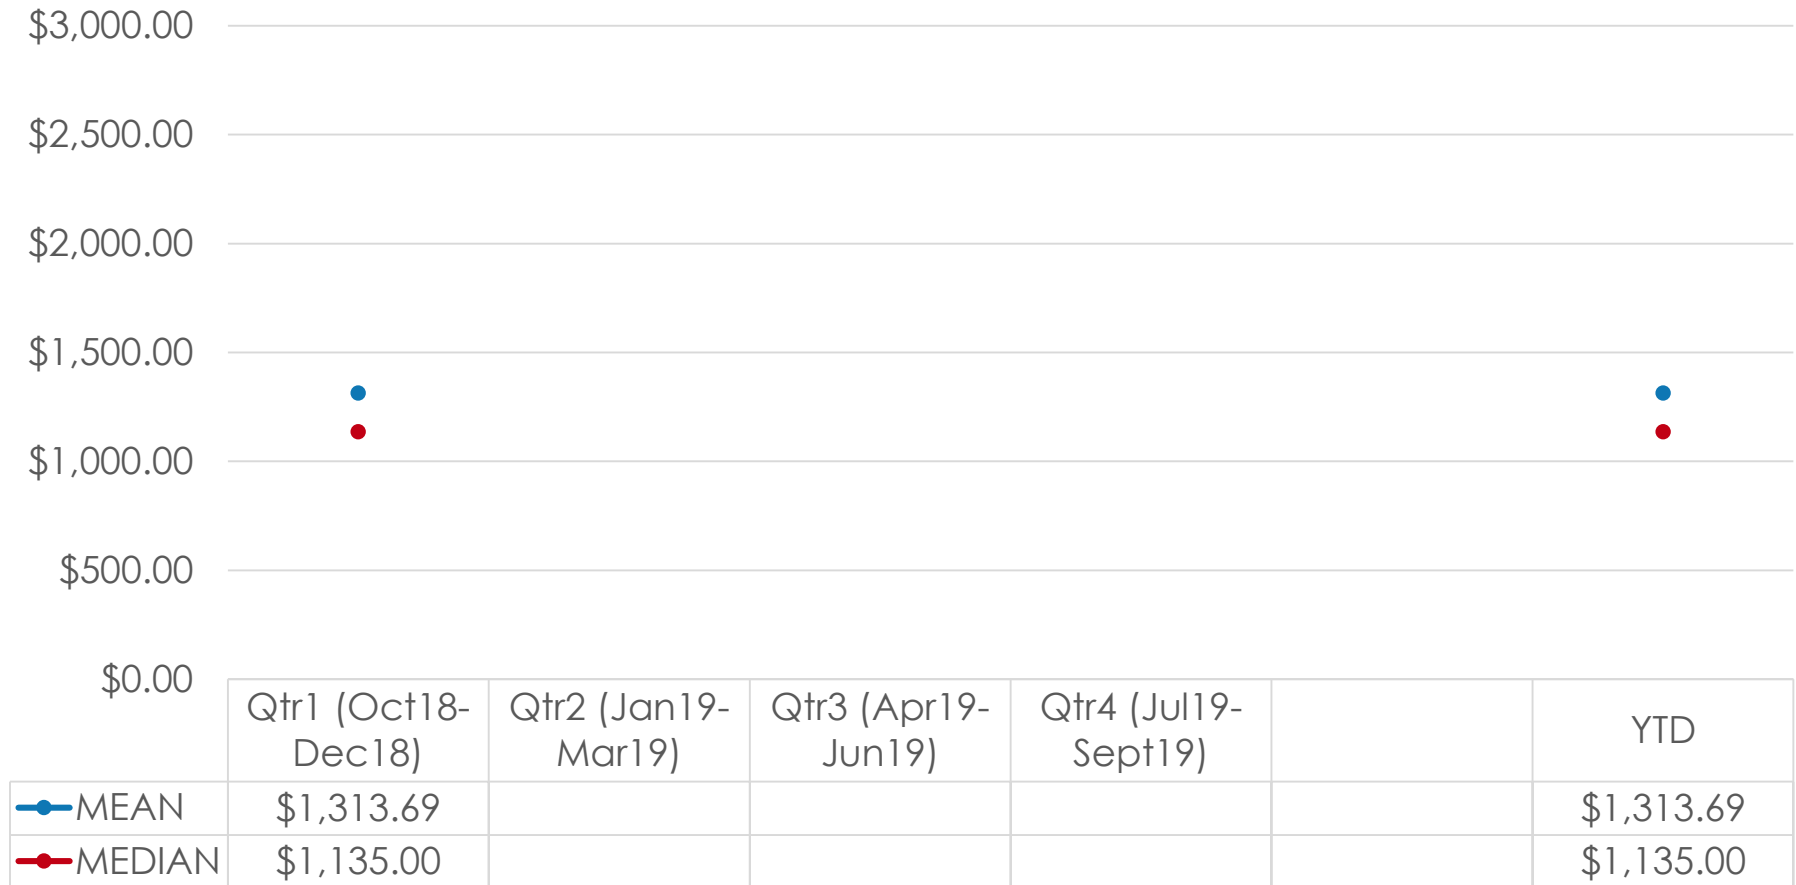 $3,000.00
$2,500.00
$2,000.00
$1,500.00
$1,000.00
$500.00
$0.00
Qtr1 (Oct18-
Dec18)
Qtr2 (Jan19-
Mar19)
Qtr3 (Apr19-
Jun19)
Qtr4 (Jul19-
Sept19)
YTD
MEAN $1,313.69 $1,313.69
MEDIAN $1,135.00 $1,135.00